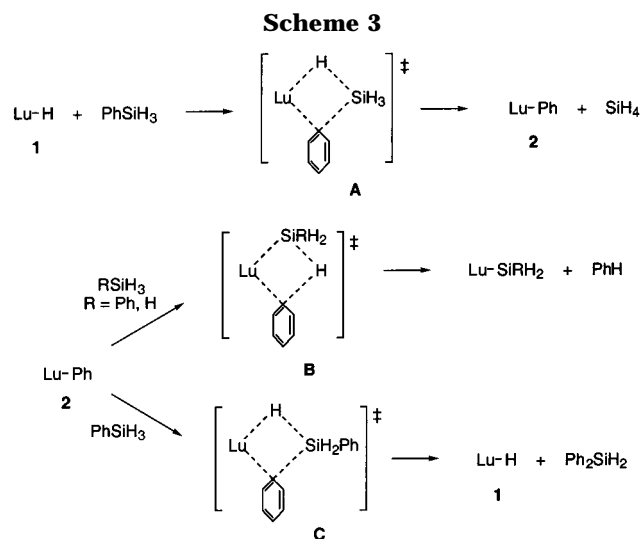 Scheme 3
Lu-H + PhSiH₃ → [Lu H SiH₃]‡ → Lu-Ph + SiH₄
1 A 2
RSiH₃
R = Ph, H
[Lu SiRH₂ H]‡ → Lu-SiRH₂ + PhH
B
Lu-Ph
2
PhSiH₃
[Lu H SiH₂Ph]‡ → Lu-H + Ph₂SiH₂
C 1